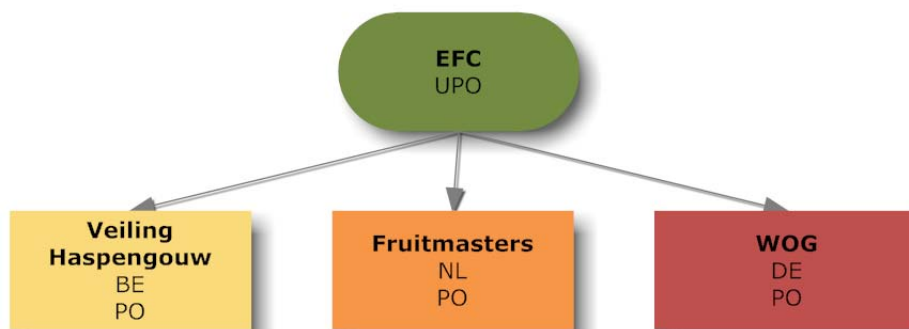 EFC
UPO
Veiling
Haspengouw
BE
PO
Fruitmasters
NL
PO
WOG
DE
PO